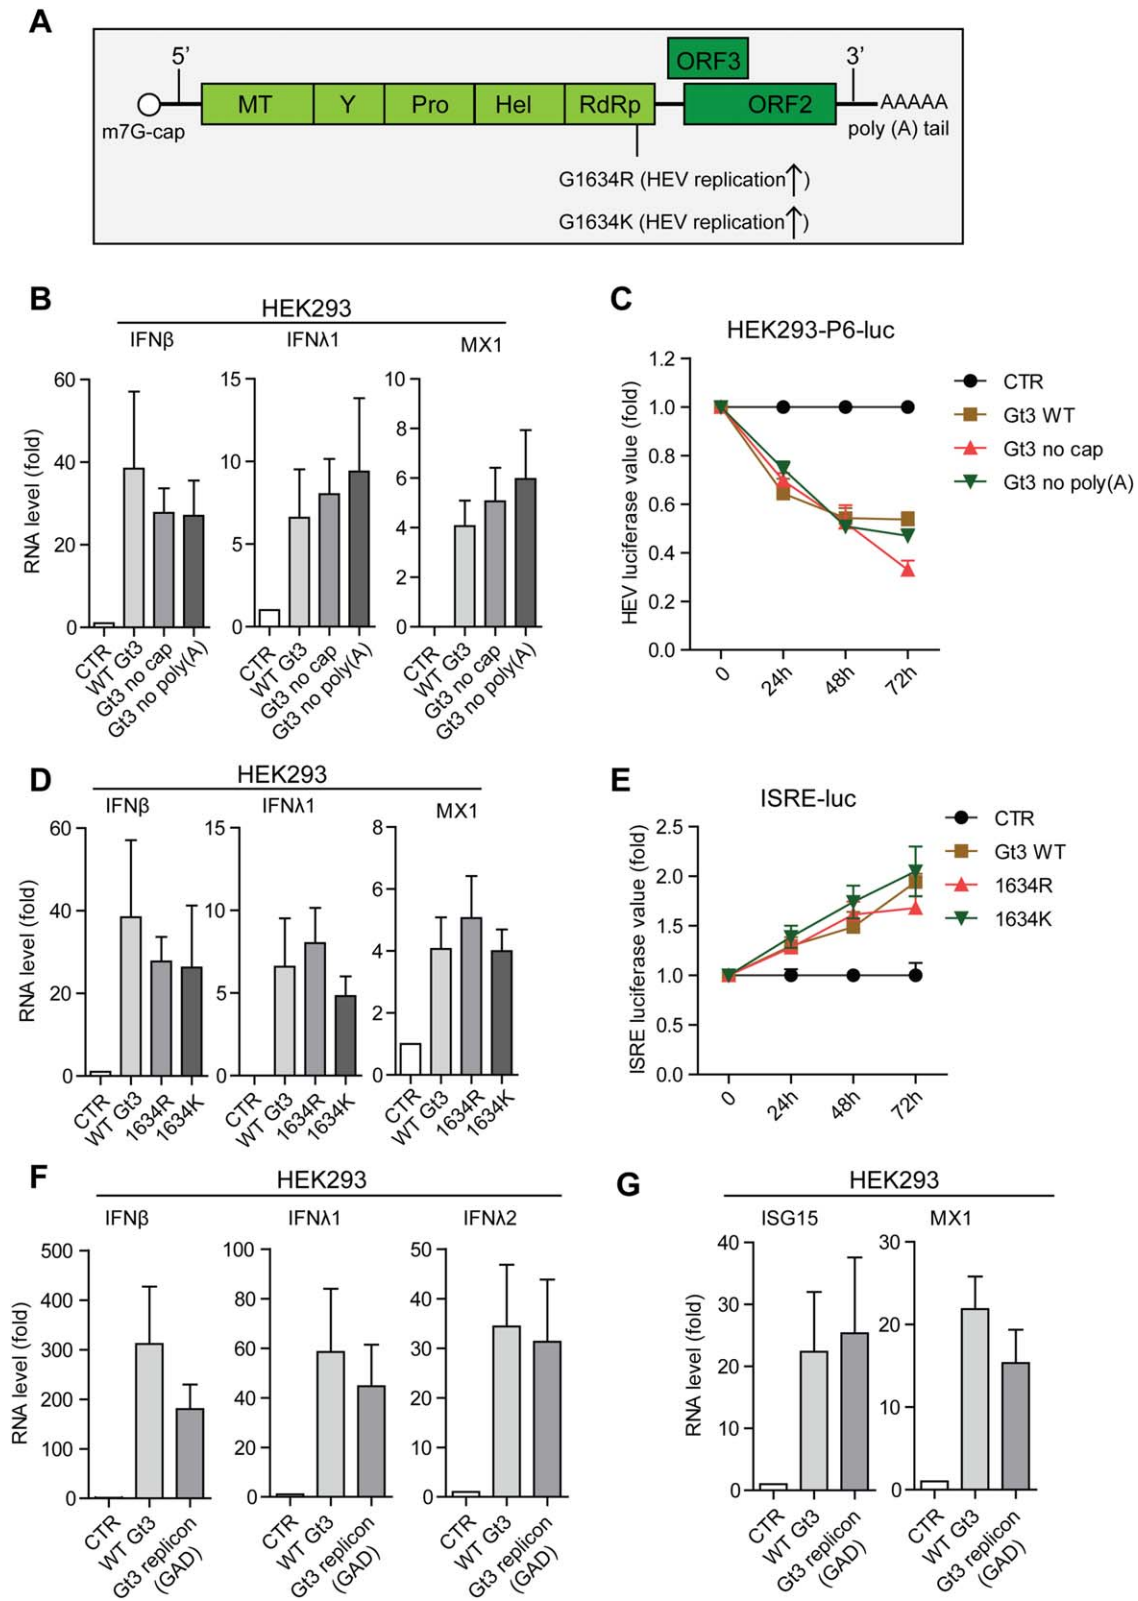 A
5’
3’
ORF3
MT
Y
Pro
Hel
RdRp
ORF2
AAAAA
m7G-cap
poly (A) tail
G1634R (HEV replication↑)
G1634K (HEV replication↑)
B
HEK293
IFNβ
IFNλ1
MX1
RNA level (fold)
60
40
20
0
15
10
5
0
10
8
6
4
2
0
CTR
WT Gt3
Gt3 no cap
Gt3 no poly(A)
CTR
WT Gt3
Gt3 no cap
Gt3 no poly(A)
CTR
WT Gt3
Gt3 no cap
Gt3 no poly(A)
C
HEK293-P6-luc
HEV luciferase value (fold)
1.2
1.0
0.8
0.6
0.4
0.2
0.0
0
24h
48h
72h
CTR
Gt3 WT
Gt3 no cap
Gt3 no poly(A)
D
HEK293
IFNβ
IFNλ1
MX1
RNA level (fold)
60
40
20
0
15
10
5
0
8
6
4
2
0
CTR
WT Gt3
1634R
1634K
CTR
WT Gt3
1634R
1634K
CTR
WT Gt3
1634R
1634K
E
ISRE-luc
ISRE luciferase value (fold)
2.5
2.0
1.5
1.0
0.5
0.0
0
24h
48h
72h
CTR
Gt3 WT
1634R
1634K
F
HEK293
IFNβ
IFNλ1
IFNλ2
RNA level (fold)
500
400
300
200
100
0
100
80
60
40
20
0
50
40
30
20
10
0
CTR
WT Gt3
Gt3 replicon
(GAD)
CTR
WT Gt3
Gt3 replicon
(GAD)
CTR
WT Gt3
Gt3 replicon
(GAD)
G
HEK293
ISG15
MX1
RNA level (fold)
40
30
20
10
0
30
20
10
0
CTR
WT Gt3
Gt3 replicon
(GAD)
CTR
WT Gt3
Gt3 replicon
(GAD)